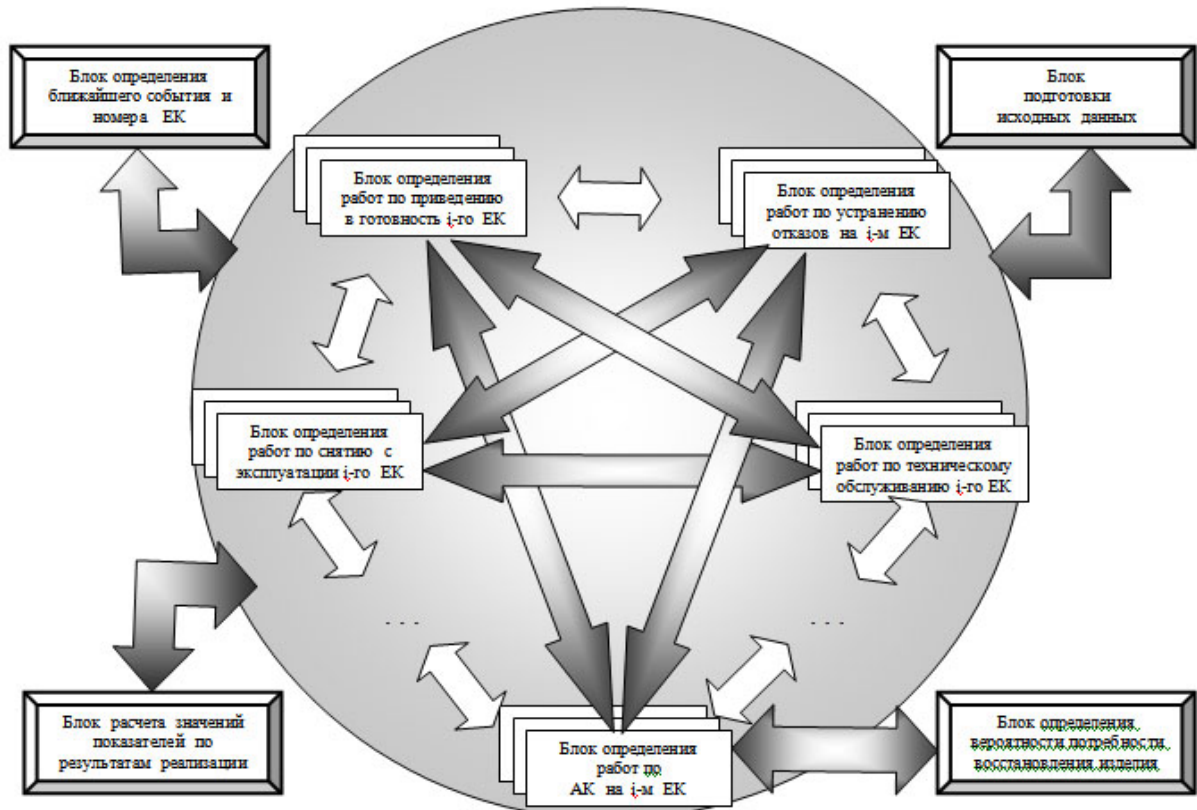 Блок определения
ближайшего события и
номера ЕК
Блок
подготовки
исходных данных
Блок определения
работ по приведению
в готовность i-го ЕК
Блок определения
работ по устранению
отказов на i-м ЕК
Блок определения
работ по снятию с
эксплуатации i-го ЕК
Блок определения
работ по техническому
обслуживанию i-го ЕК
. . .
. . .
Блок расчета значений
показателей по
результатам реализации
Блок определения
работ по
АК на i-м ЕК
Блок определения
вероятности потребности
восстановления изделия